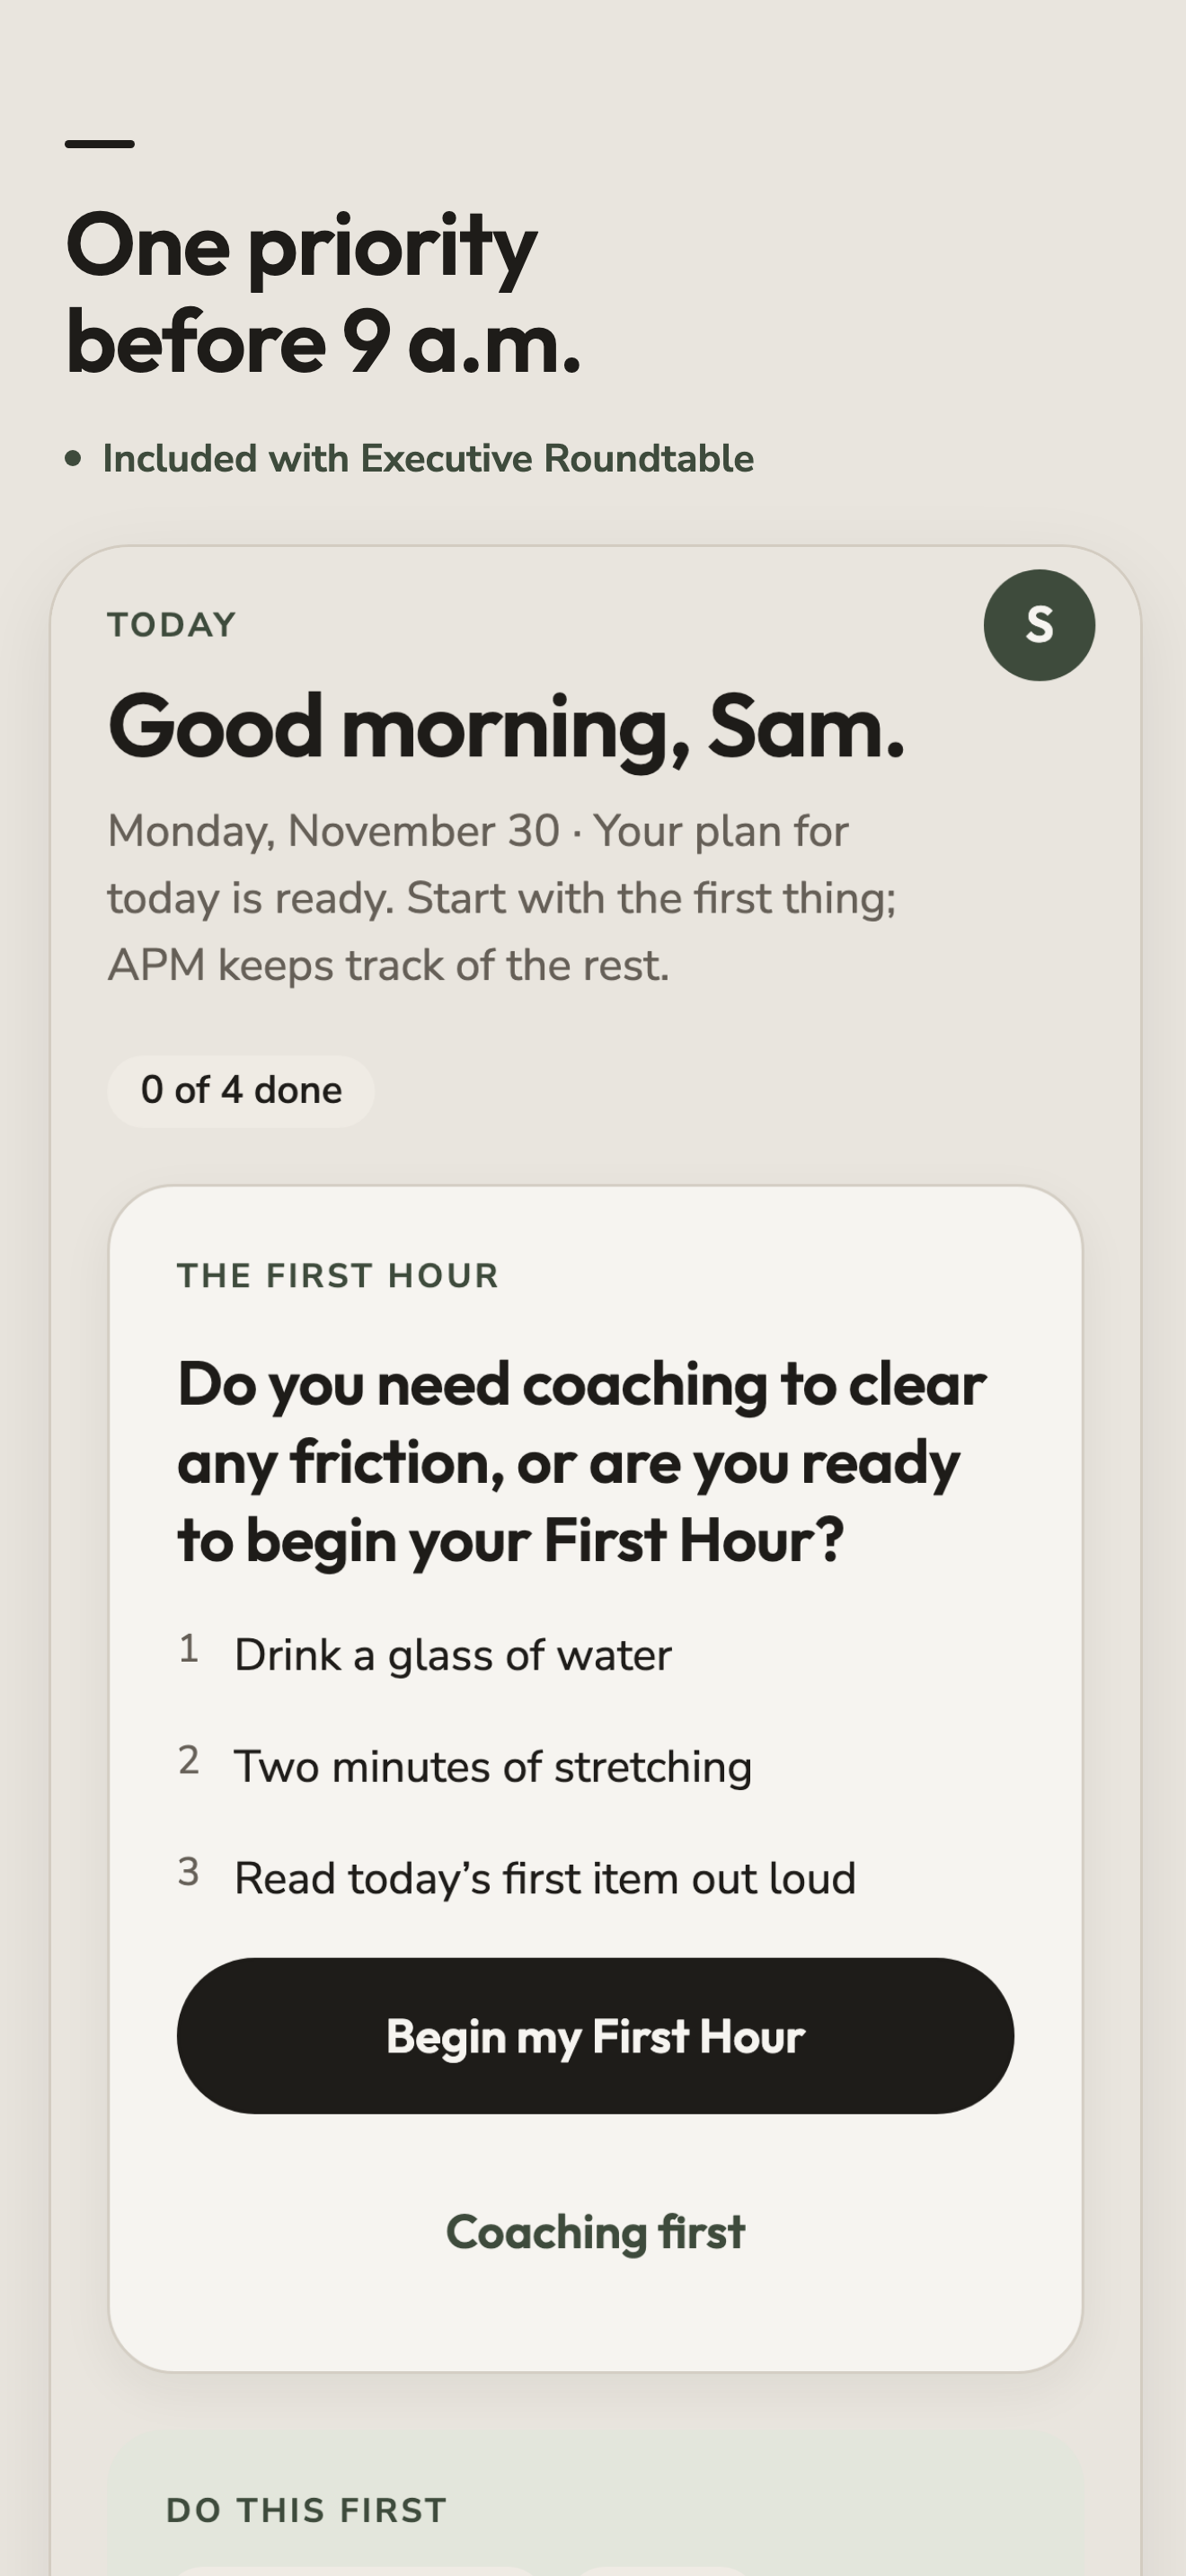 One priority
before 9 a.m.
Included with Executive Roundtable
TODAY
S
Good morning, Sam.
Monday, November 30 · Your plan for
today is ready. Start with the first thing;
APM keeps track of the rest.
0 of 4 done
THE FIRST HOUR
Do you need coaching to clear
any friction, or are you ready
to begin your First Hour?
1 Drink a glass of water
2 Two minutes of stretching
3 Read today’s first item out loud
Begin my First Hour
Coaching first
DO THIS FIRST